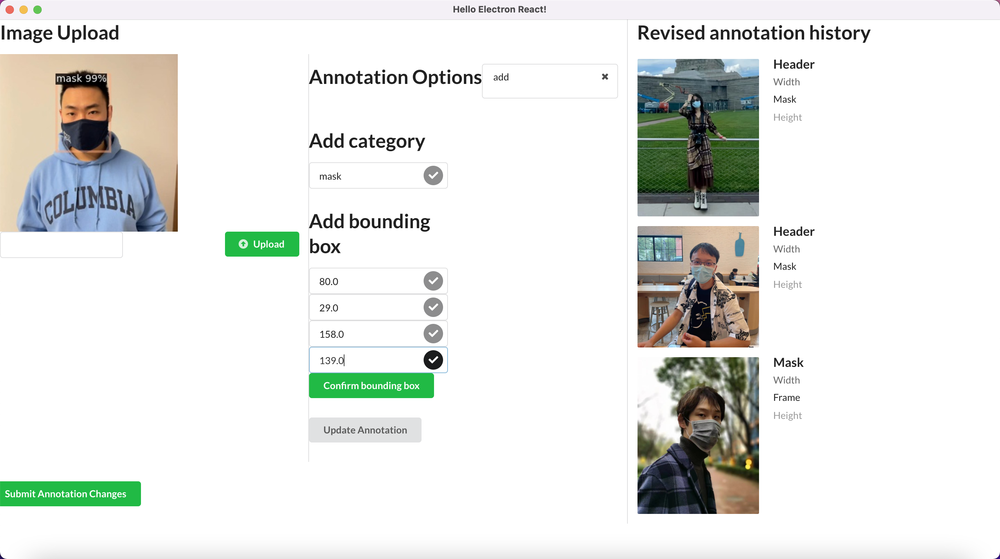 Hello Electron React!
Image Upload
mask 99%
COLUMBIA
Upload
Submit Annotation Changes
Annotation Options
add
Add category
mask
Add bounding
box
80.0
29.0
158.0
139.0
Confirm bounding box
Update Annotation
Revised annotation history
Header
Width
Mask
Height
Header
Width
Mask
Height
Mask
Width
Frame
Height